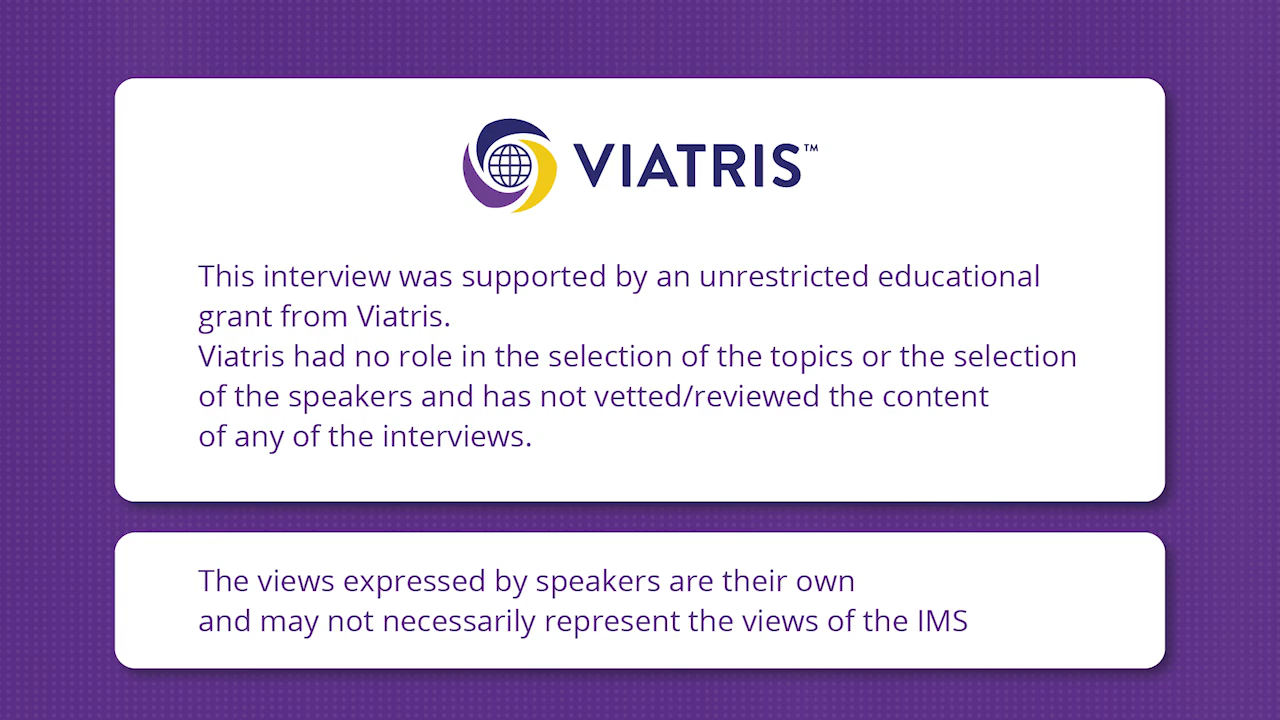 VIATRIS™
This interview was supported by an unrestricted educational
grant from Viatris.
Viatris had no role in the selection of the topics or the selection
of the speakers and has not vetted/reviewed the content
of any of the interviews.
The views expressed by speakers are their own
and may not necessarily represent the views of the IMS